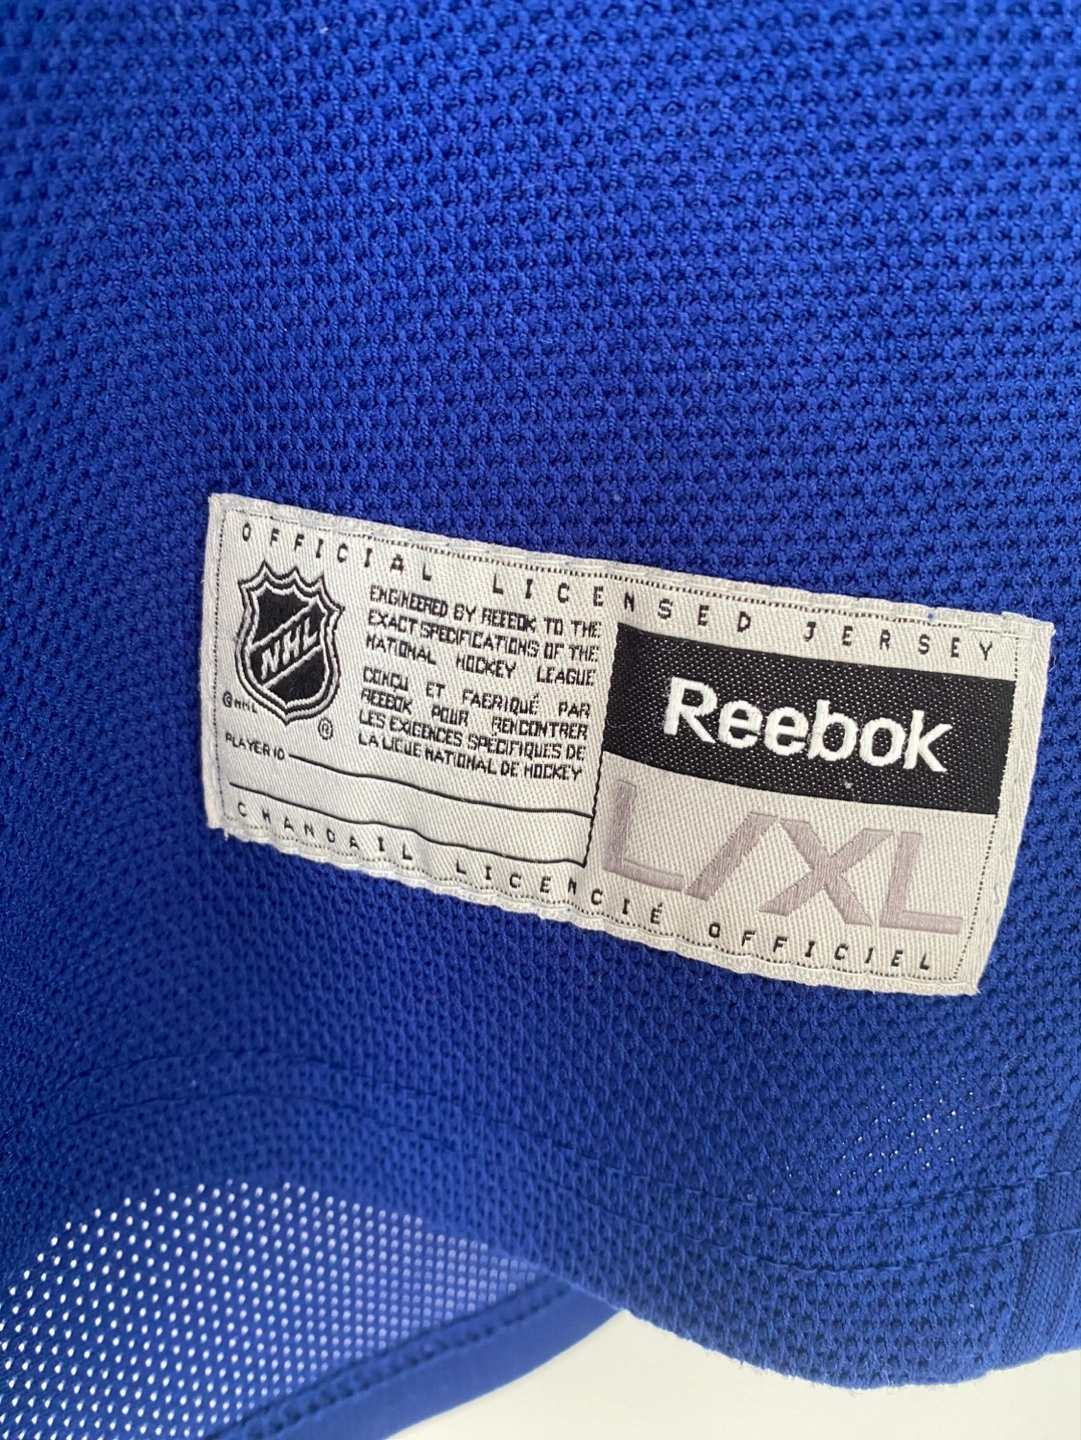 OFFICIAL LICENSED JERSEY
NHL
© NHL
®
ENGINEERED BY REEBOK TO THE
EXACT SPECIFICATIONS OF THE
NATIONAL HOCKEY LEAGUE
CONÇU ET FABRIQUÉ PAR
REEBOK POUR RENCONTRER
LES EXIGENCES SPÉCIFIQUES DE
LA LIGUE NATIONAL DE HOCKEY
PLAYER ID
Reebok
L/XL
CHANDAIL LICENCIÉ OFFICIEL